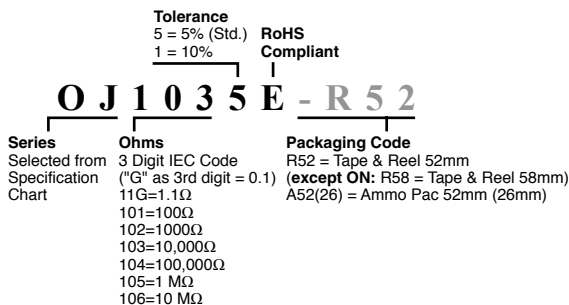 Tolerance
5 = 5% (Std.)
1 = 10%
RoHS
Compliant
O J 1 0 3 5 E - R 5 2
Series
Selected from
Specification
Chart
Ohms
3 Digit IEC Code
("G" as 3rd digit = 0.1)
11G=1.1Ω
101=100Ω
102=1000Ω
103=10,000Ω
104=100,000Ω
105=1 MΩ
106=10 MΩ
Packaging Code
R52 = Tape & Reel 52mm
(except ON: R58 = Tape & Reel 58mm)
A52(26) = Ammo Pac 52mm (26mm)